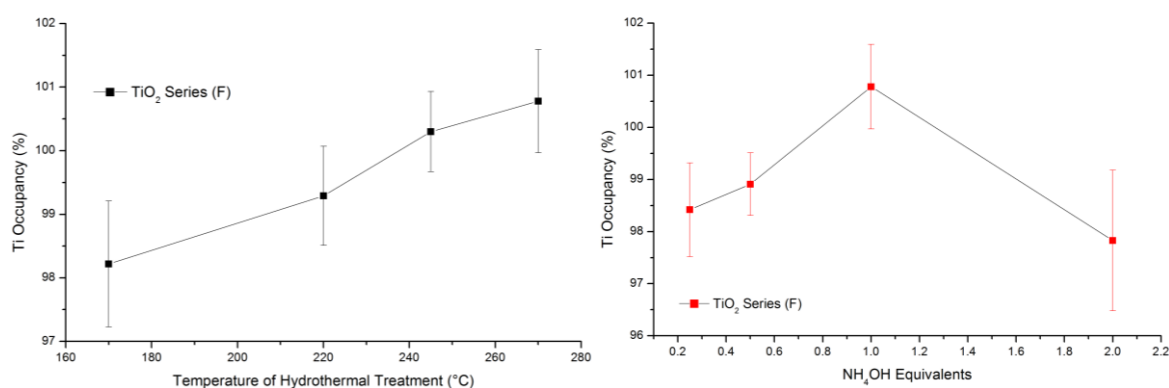 102
101
100
99
98
97
Ti Occupancy (%)
TiO₂ Series (F)
160 180 200 220 240 260 280
Temperature of Hydrothermal Treatment (°C)
102
101
100
99
98
97
96
Ti Occupancy (%)
TiO₂ Series (F)
0.2 0.4 0.6 0.8 1.0 1.2 1.4 1.6 1.8 2.0 2.2
NH₄OH Equivalents